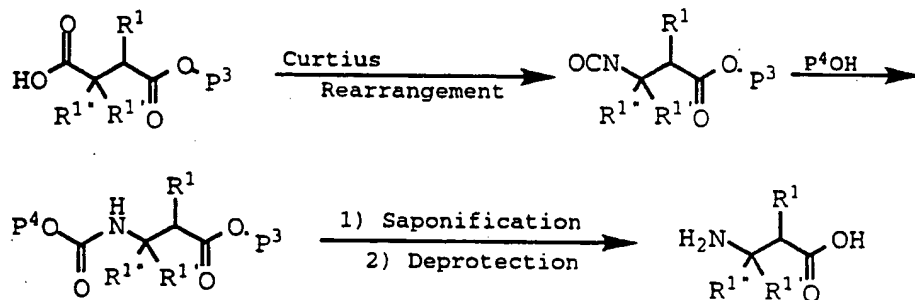 R¹
O
HO
O
P³
R¹" R¹'
O
Curtius
Rearrangement
R¹
OCN
O
P³
R¹" R¹'
O
P⁴OH
R¹
H
P⁴O
N
O
P³
O
R¹" R¹'
O
1) Saponification
2) Deprotection
R¹
H₂N
OH
R¹" R¹'
O